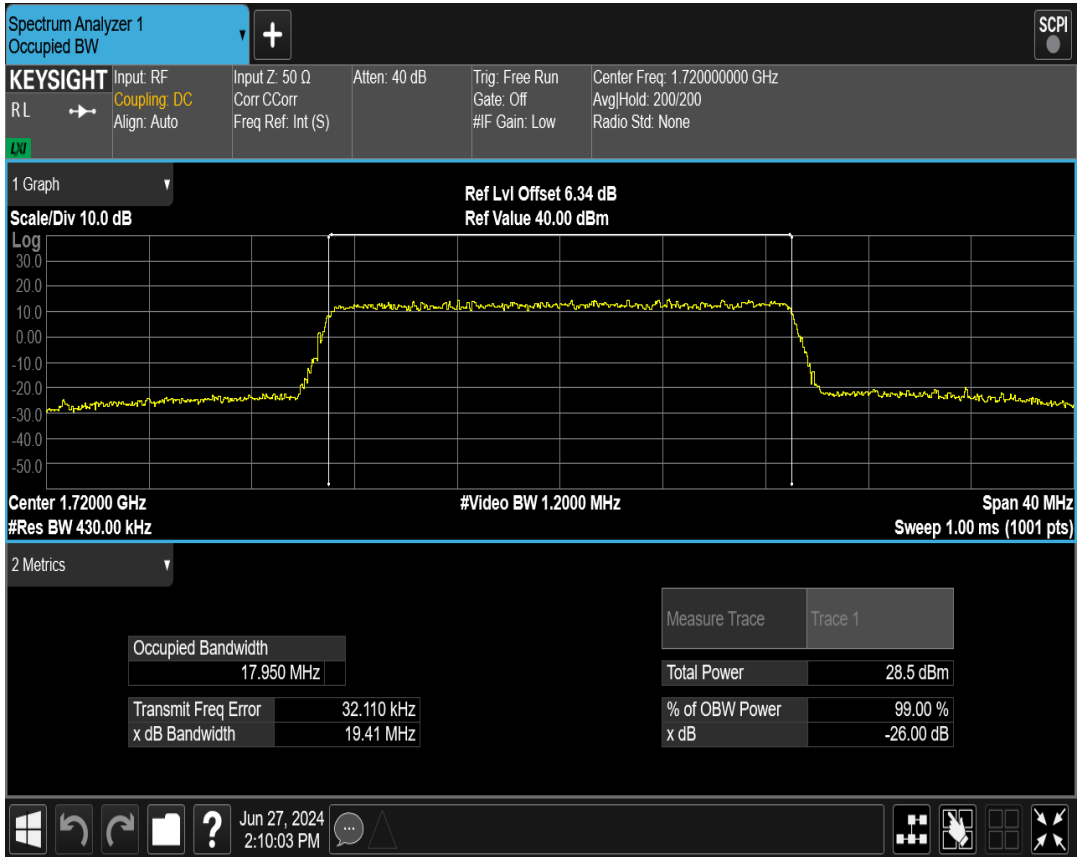 Spectrum Analyzer 1
Occupied BW
SCPI
KEYSIGHT
R L
LXI
Input: RF
Coupling: DC
Align: Auto
Input Z: 50 Ω
Corr CCorr
Freq Ref: Int (S)
Atten: 40 dB
Trig: Free Run
Gate: Off
#IF Gain: Low
Center Freq: 1.720000000 GHz
Avg|Hold: 200/200
Radio Std: None
1 Graph
Scale/Div 10.0 dB
Ref Lvl Offset 6.34 dB
Ref Value 40.00 dBm
Log
30.0
20.0
10.0
0.00
-10.0
-20.0
-30.0
-40.0
-50.0
Center 1.72000 GHz
#Res BW 430.00 kHz
#Video BW 1.2000 MHz
Span 40 MHz
Sweep 1.00 ms (1001 pts)
2 Metrics
Occupied Bandwidth
17.950 MHz
Transmit Freq Error 32.110 kHz
x dB Bandwidth 19.41 MHz
Measure Trace Trace 1
Total Power 28.5 dBm
% of OBW Power 99.00 %
x dB -26.00 dB
?
Jun 27, 2024
2:10:03 PM